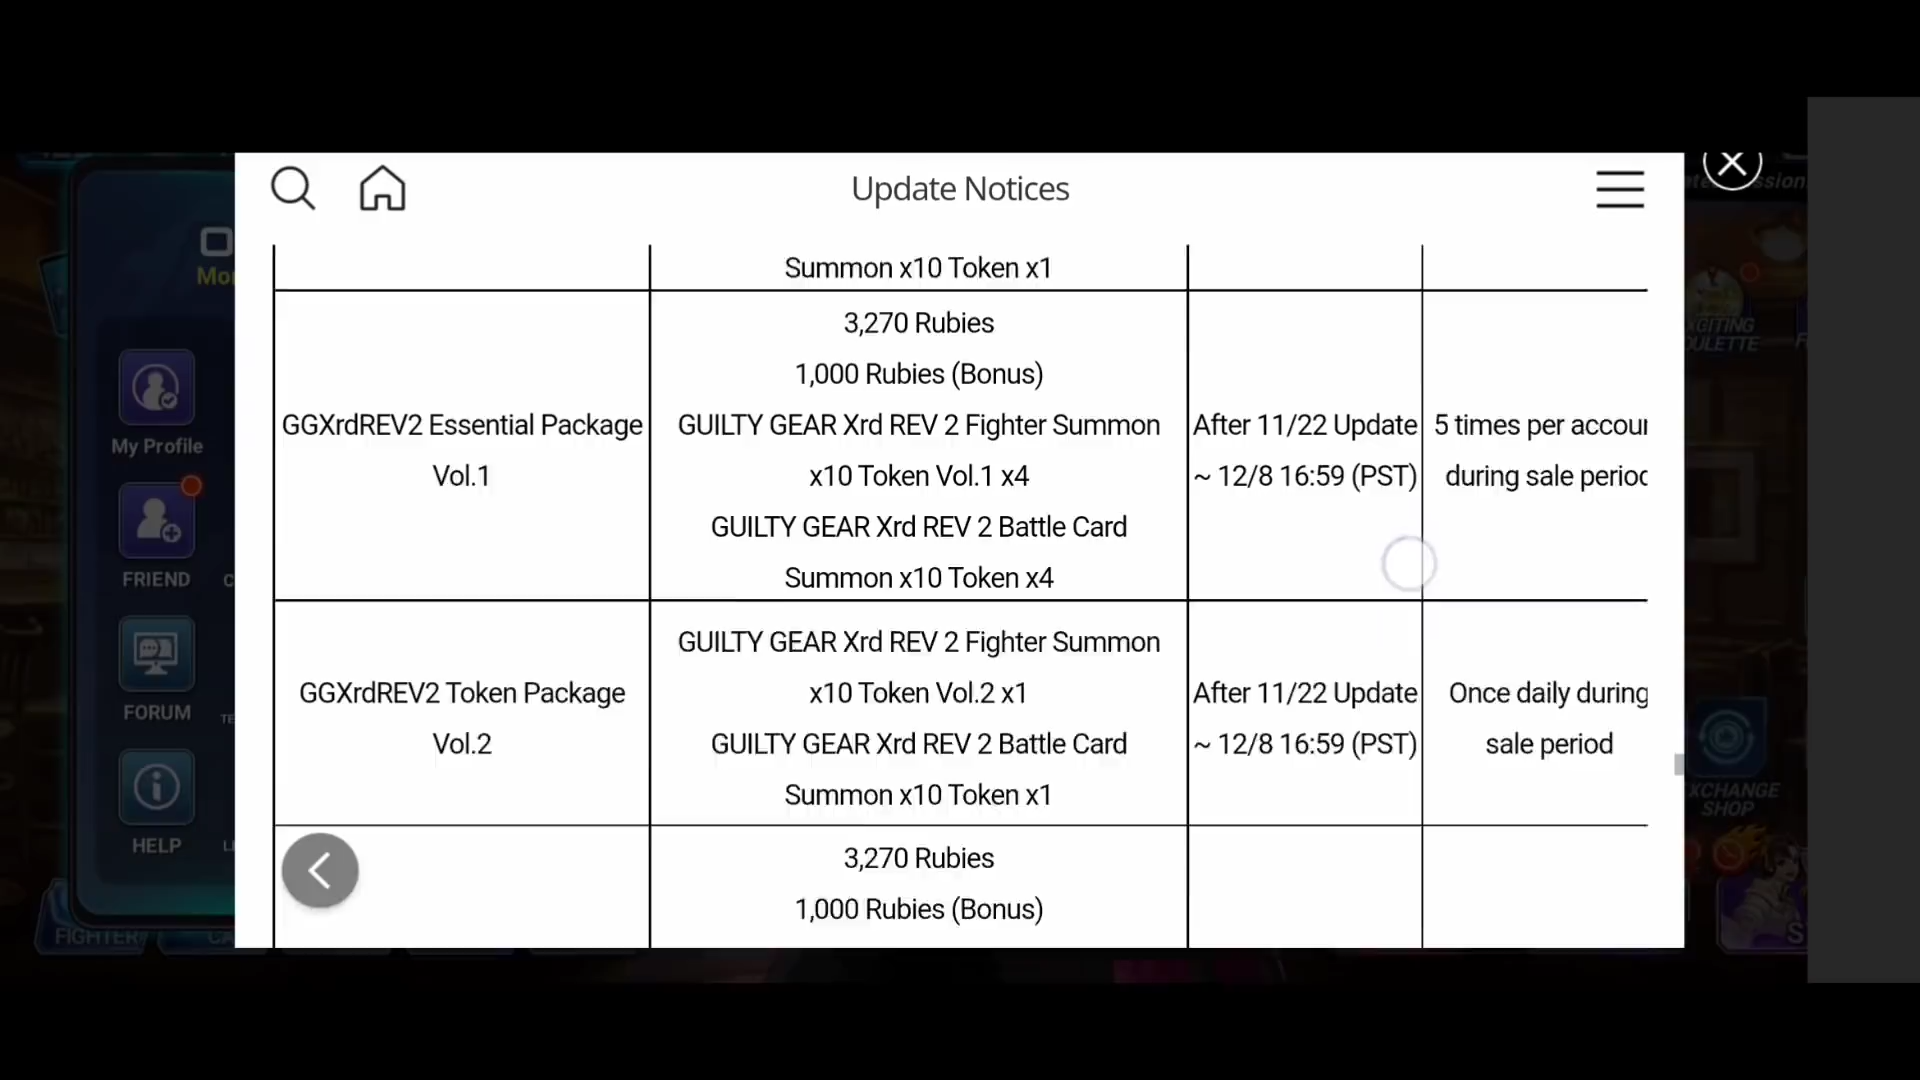 Update Notices
Summon x10 Token x1
3,270 Rubies
1,000 Rubies (Bonus)
GGXrdREV2 Essential Package
Vol.1
GUILTY GEAR Xrd REV 2 Fighter Summon
x10 Token Vol.1 x4
GUILTY GEAR Xrd REV 2 Battle Card
Summon x10 Token x4
After 11/22 Update
~ 12/8 16:59 (PST)
5 times per accour
during sale perioc
GGXrdREV2 Token Package
Vol.2
GUILTY GEAR Xrd REV 2 Fighter Summon
x10 Token Vol.2 x1
GUILTY GEAR Xrd REV 2 Battle Card
Summon x10 Token x1
After 11/22 Update
~ 12/8 16:59 (PST)
Once daily during
sale period
3,270 Rubies
1,000 Rubies (Bonus)
My Profile
FRIEND
FORUM
HELP
FIGHTER
XCITING
OULETTE
XCHANGE
SHOP